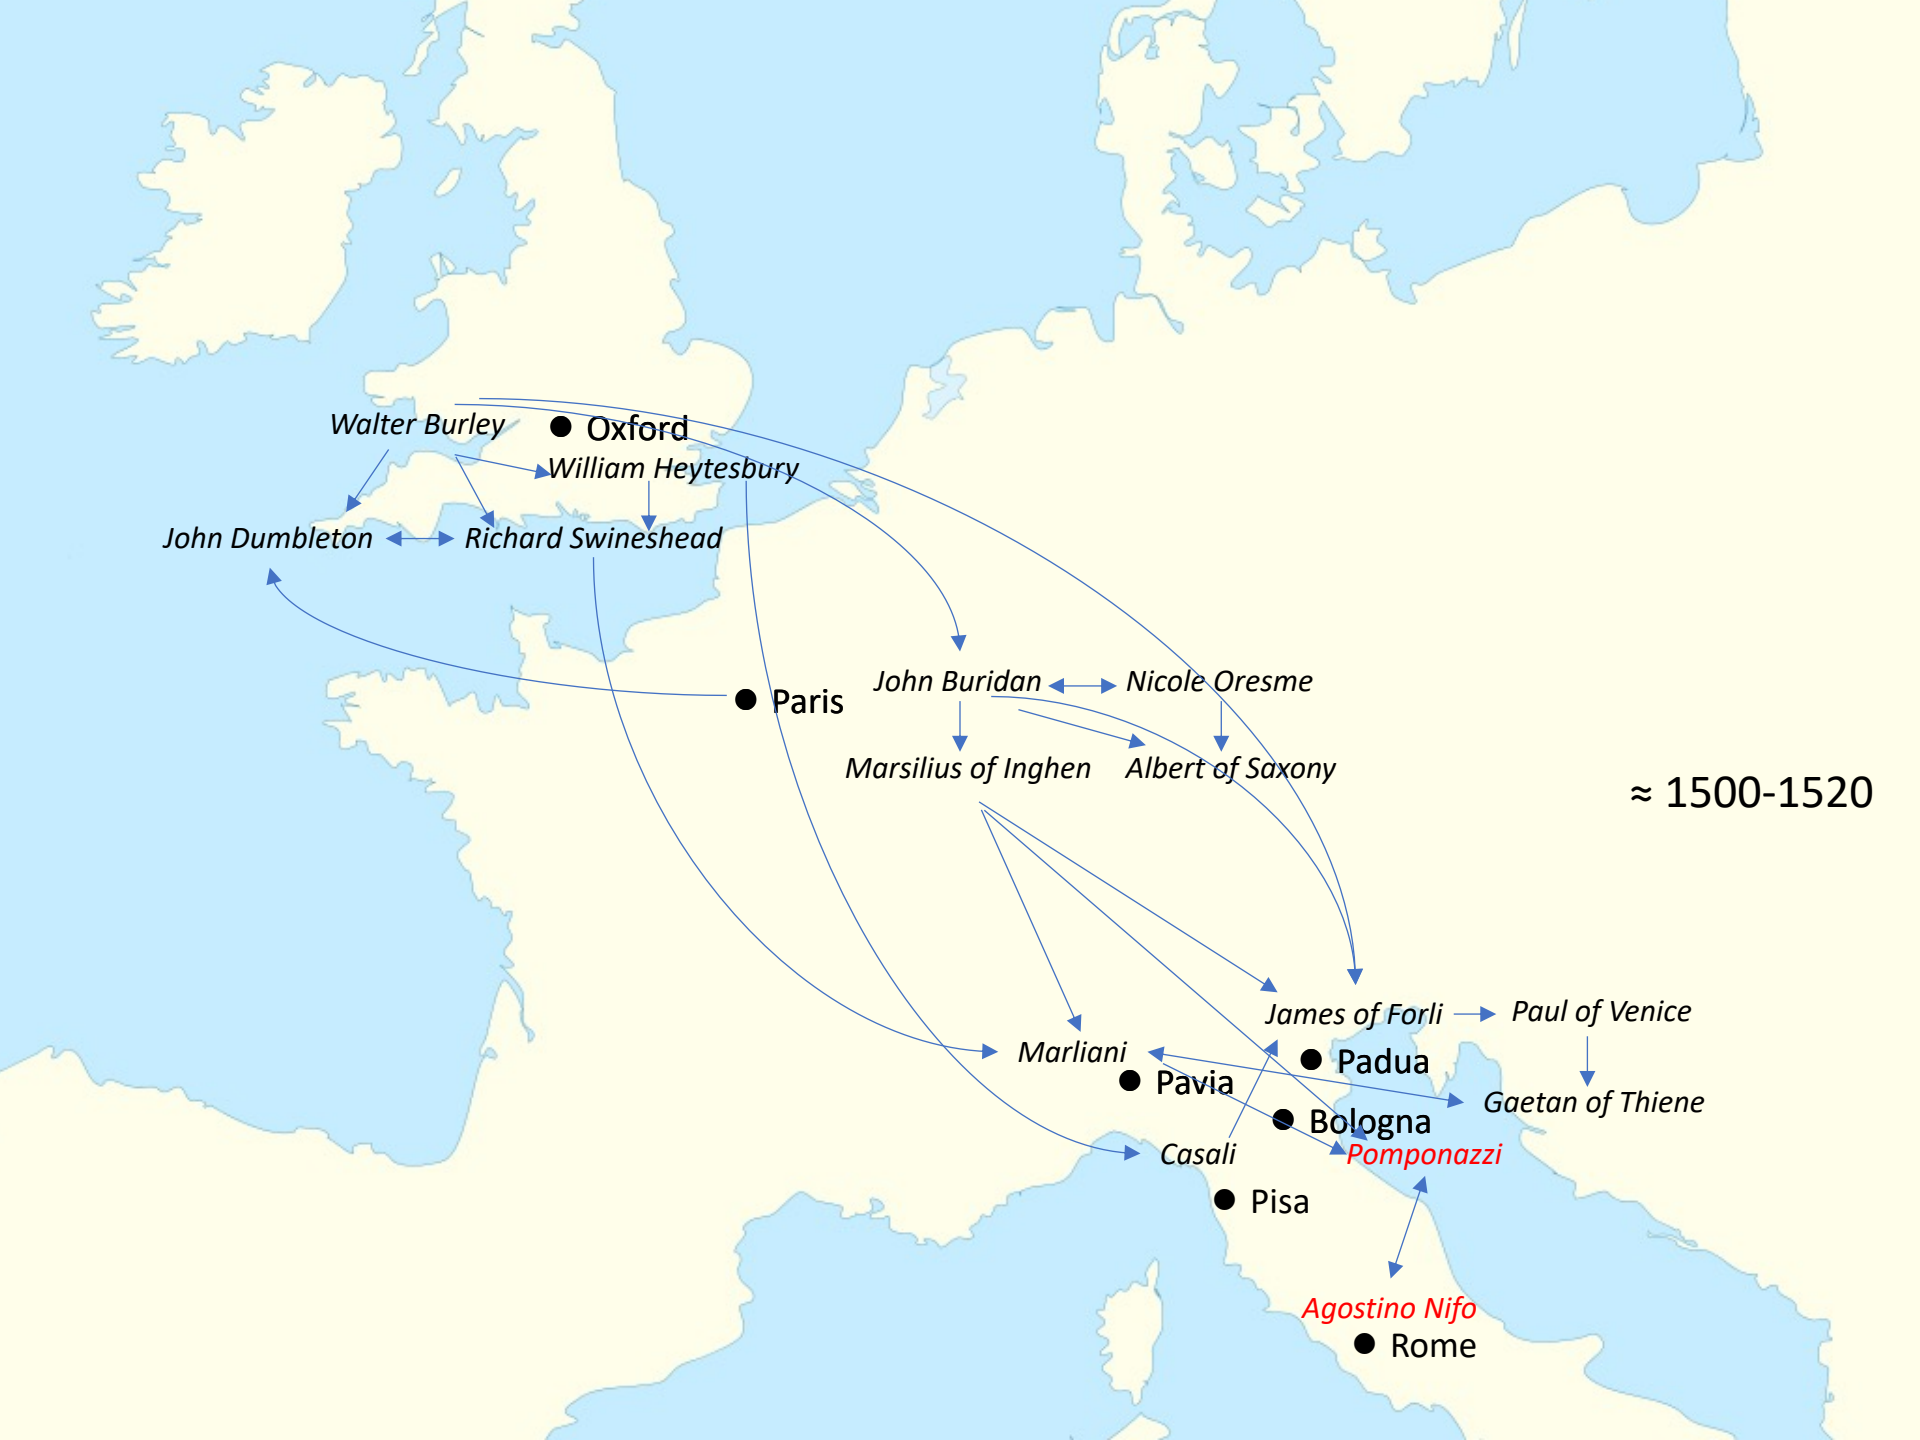 Walter Burley
Oxford
William Heytesbury
John Dumbleton
Richard Swineshead
John Buridan
Nicole Oresme
Paris
Marsilius of Inghen
Albert of Saxony
≈ 1500-1520
James of Forli
Paul of Venice
Marliani
Padua
Pavia
Gaetan of Thiene
Bologna
Casali
Pomponazzi
Pisa
Agostino Nifo
Rome